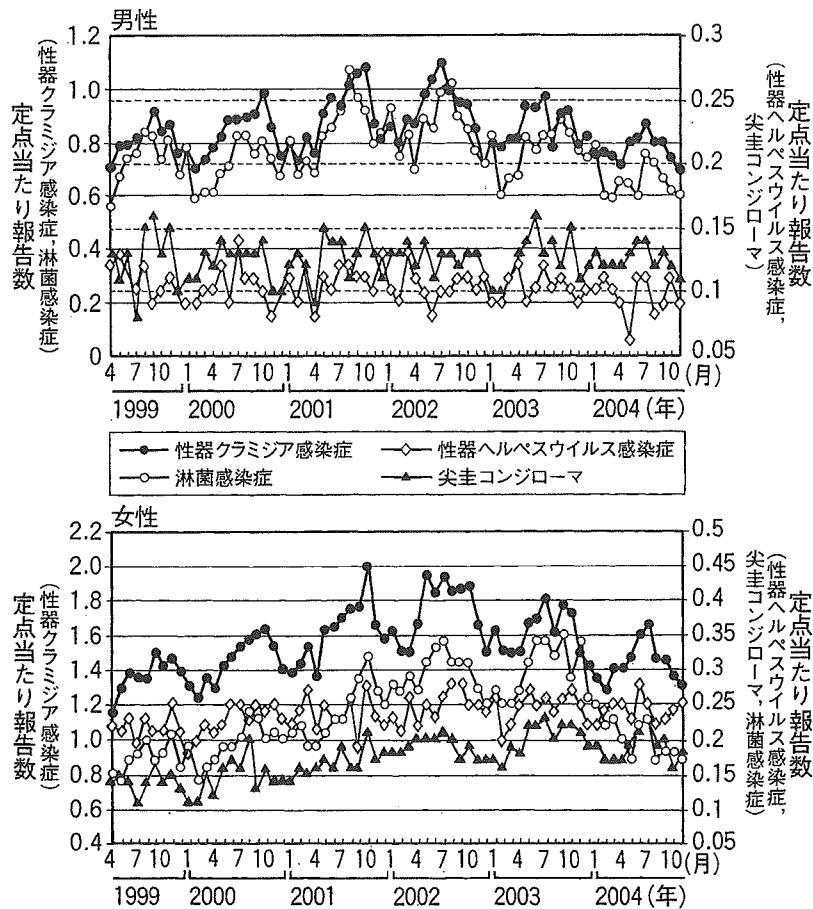 男性
定点当たり報告数
（性器クラミジア感染症，淋菌感染症）
1.2
1.0
0.8
0.6
0.4
0.2
0
0.3
0.25
0.2
0.15
0.1
0.05
定点当たり報告数
（性器ヘルペスウイルス感染症，
尖圭コンジローマ）
4 7 10 1 4 7 10 1 4 7 10 1 4 7 10 1 4 7 10 1 4 7 10（月）
1999 2000 2001 2002 2003 2004（年）
性器クラミジア感染症 性器ヘルペスウイルス感染症
淋菌感染症 尖圭コンジローマ
女性
定点当たり報告数
（性器クラミジア感染症）
2.2
2.0
1.8
1.6
1.4
1.2
1.0
0.8
0.6
0.4
0.5
0.45
0.4
0.35
0.3
0.25
0.2
0.15
0.1
0.05
定点当たり報告数
（性器ヘルペスウイルス感染症，
尖圭コンジローマ，淋菌感染症）
4 7 10 1 4 7 10 1 4 7 10 1 4 7 10 1 4 7 10 1 4 7 10（月）
1999 2000 2001 2002 2003 2004（年）